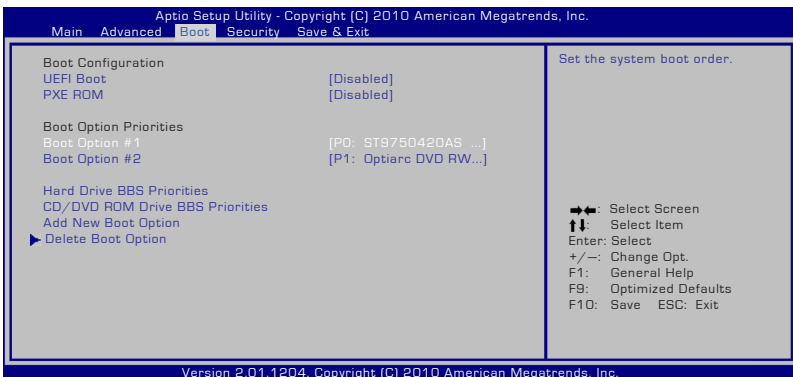 Aptio Setup Utility - Copyright (C) 2010 American Megatrends, Inc.
Main Advanced Boot Security Save & Exit
Boot Configuration
UEFI Boot [Disabled]
PXE ROM [Disabled]
Boot Option Priorities
Boot Option #1 [P0: ST9750420AS ...]
Boot Option #2 [P1: Optiarc DVD RW...]
Hard Drive BBS Priorities
CD/DVD ROM Drive BBS Priorities
Add New Boot Option
Delete Boot Option
Set the system boot order.
→←: Select Screen
↑↓: Select Item
Enter: Select
+/—: Change Opt.
F1: General Help
F9: Optimized Defaults
F10: Save ESC: Exit
Version 2.01.1204. Copyright (C) 2010 American Megatrends, Inc.